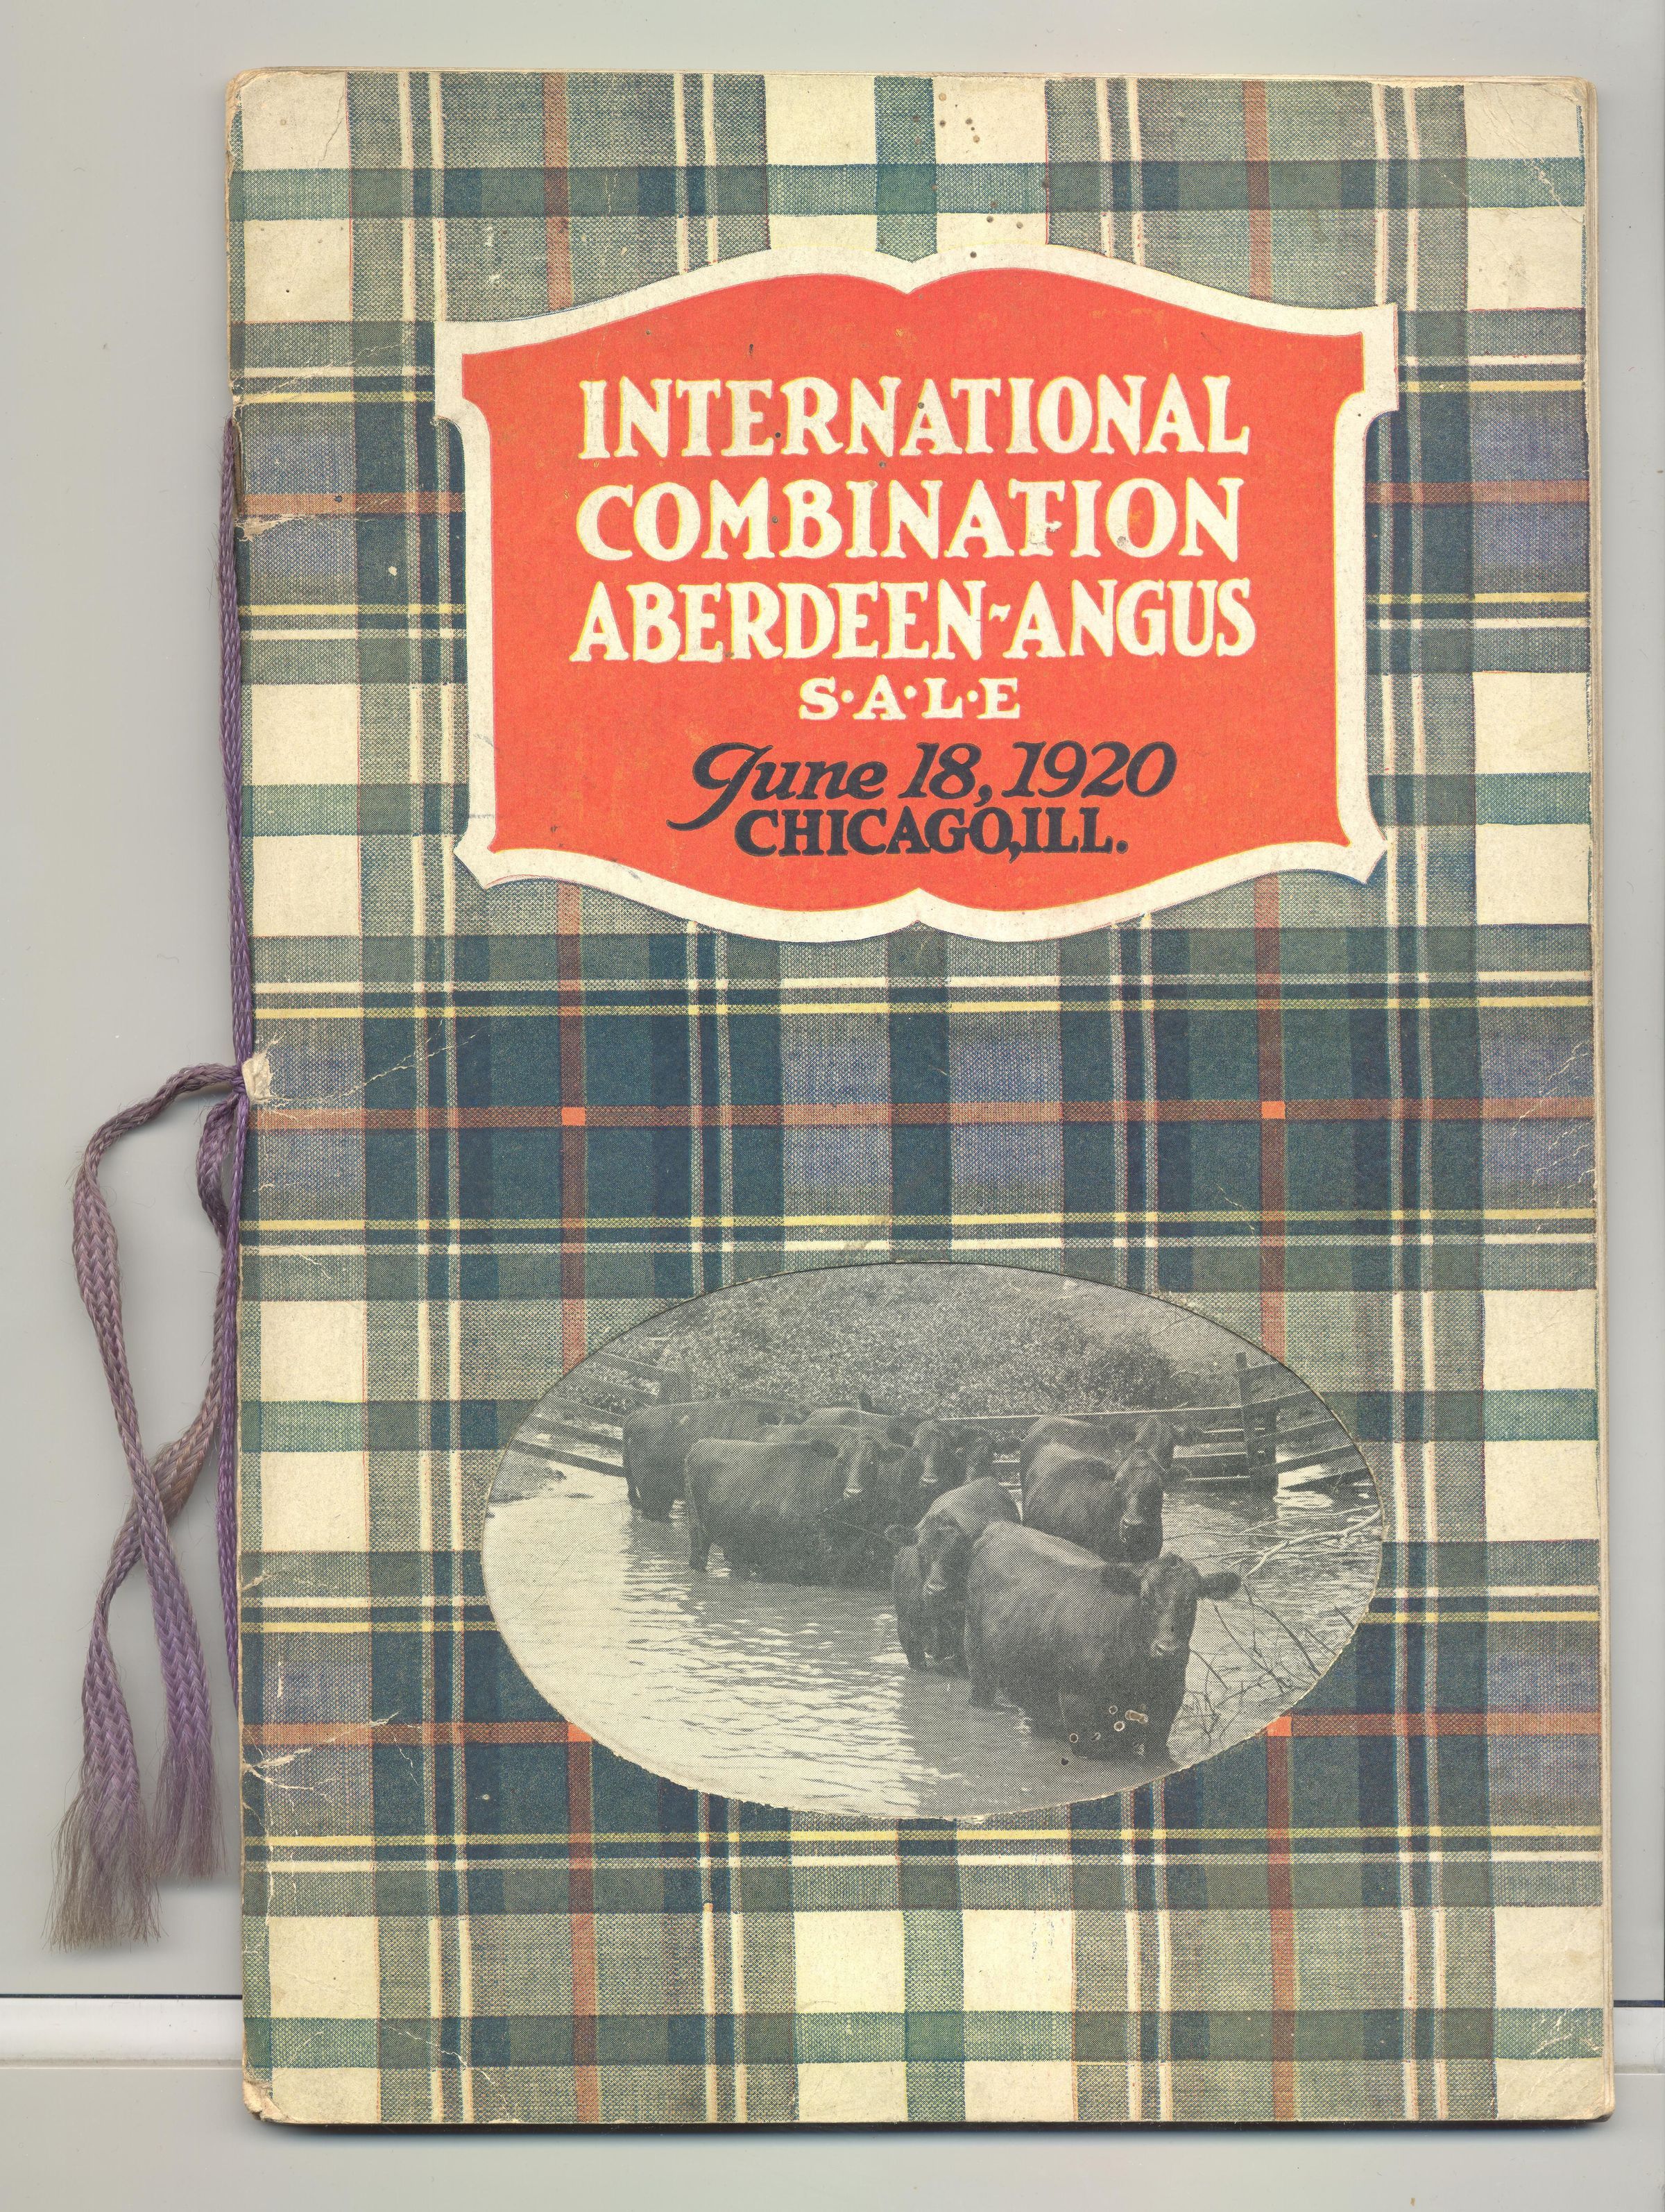 INTERNATIONAL
COMBINATION
ABERDEEN-ANGUS
S·A·L·E
June 18, 1920
CHICAGO, ILL.